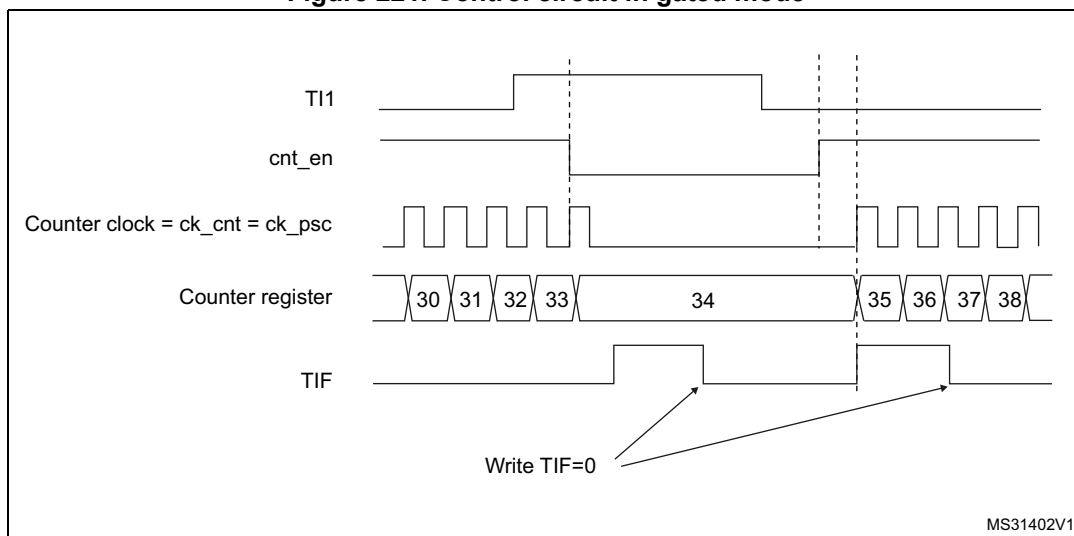 Figure 221. Control circuit in gated mode
TI1
cnt_en
Counter clock = ck_cnt = ck_psc
Counter register
30 31 32 33 34 35 36 37 38
TIF
Write TIF=0
MS31402V1